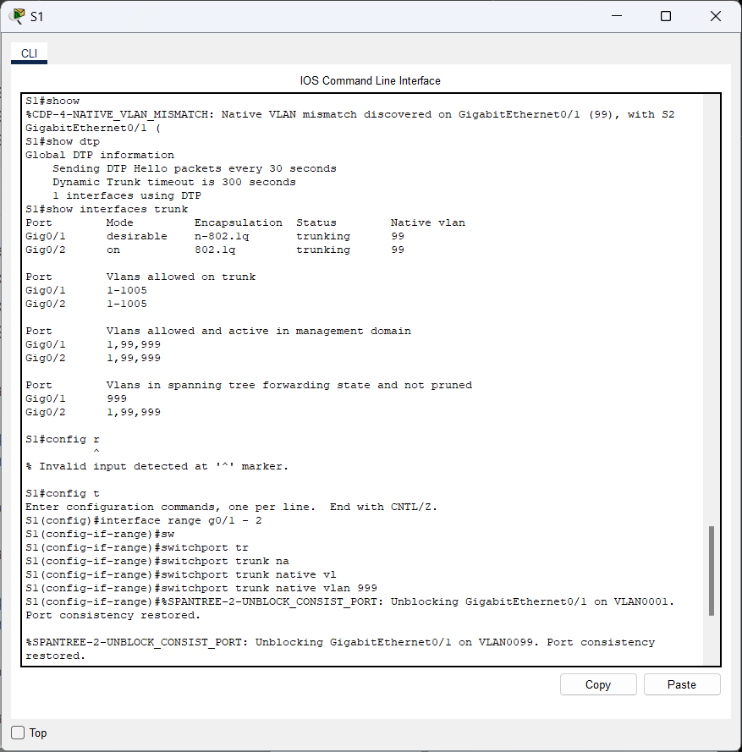 S1
CLI
IOS Command Line Interface
S1#shoow
%CDP-4-NATIVE_VLAN_MISMATCH: Native VLAN mismatch discovered on GigabitEthernet0/1 (99), with S2
GigabitEthernet0/1 (
S1#show dtp
Global DTP information
    Sending DTP Hello packets every 30 seconds
    Dynamic Trunk timeout is 300 seconds
    1 interfaces using DTP
S1#show interfaces trunk
Port        Mode         Encapsulation  Status        Native vlan
Gig0/1      desirable    n-802.1q       trunking      99
Gig0/2      on           802.1q         trunking      99
Port        Vlans allowed on trunk
Gig0/1      1-1005
Gig0/2      1-1005
Port        Vlans allowed and active in management domain
Gig0/1      1,99,999
Gig0/2      1,99,999
Port        Vlans in spanning tree forwarding state and not pruned
Gig0/1      999
Gig0/2      1,99,999
S1#config r
^
% Invalid input detected at '^' marker.
S1#config t
Enter configuration commands, one per line.  End with CNTL/Z.
S1(config)#interface range g0/1 - 2
S1(config-if-range)#sw
S1(config-if-range)#switchport tr
S1(config-if-range)#switchport trunk na
S1(config-if-range)#switchport trunk native vl
S1(config-if-range)#switchport trunk native vlan 999
S1(config-if-range)#%SPANTREE-2-UNBLOCK_CONSIST_PORT: Unblocking GigabitEthernet0/1 on VLAN0001.
Port consistency restored.
%SPANTREE-2-UNBLOCK_CONSIST_PORT: Unblocking GigabitEthernet0/1 on VLAN0099. Port consistency
restored.
Copy
Paste
Top